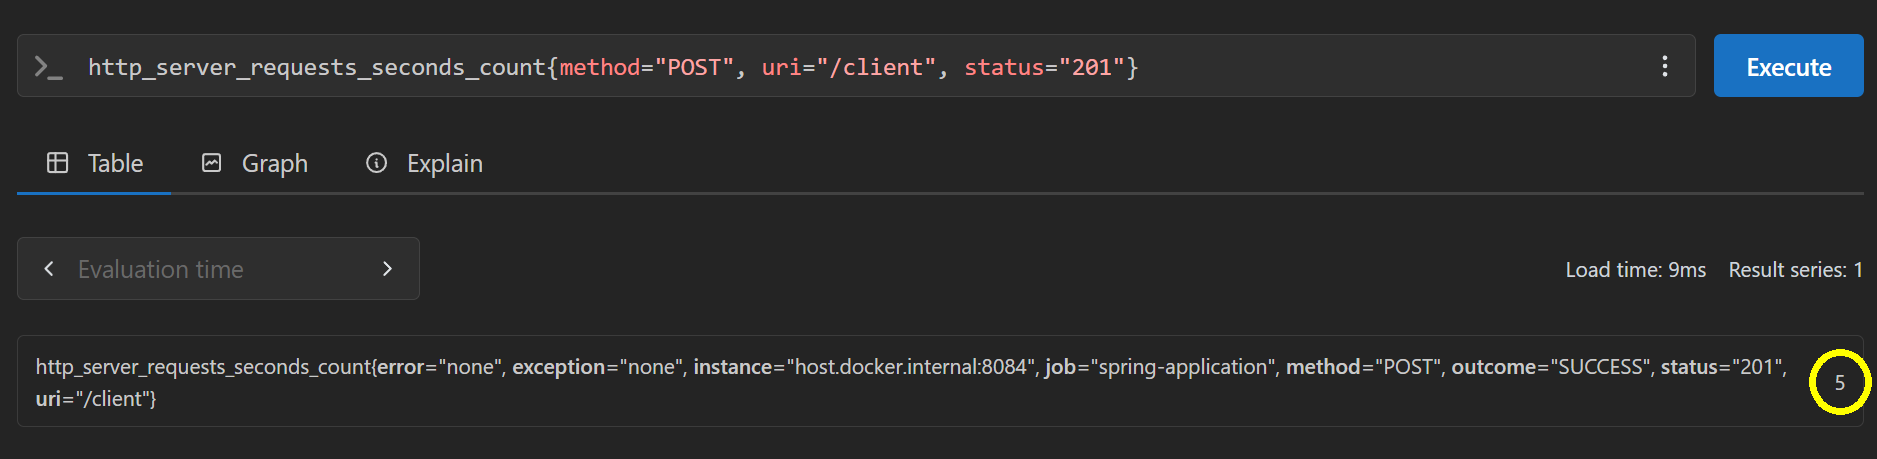 http_server_requests_seconds_count{method="POST", uri="/client", status="201"}
Execute
Table Graph Explain
Evaluation time
Load time: 9ms Result series: 1
http_server_requests_seconds_count{error="none", exception="none", instance="host.docker.internal:8084", job="spring-application", method="POST", outcome="SUCCESS", status="201",
uri="/client"}
5